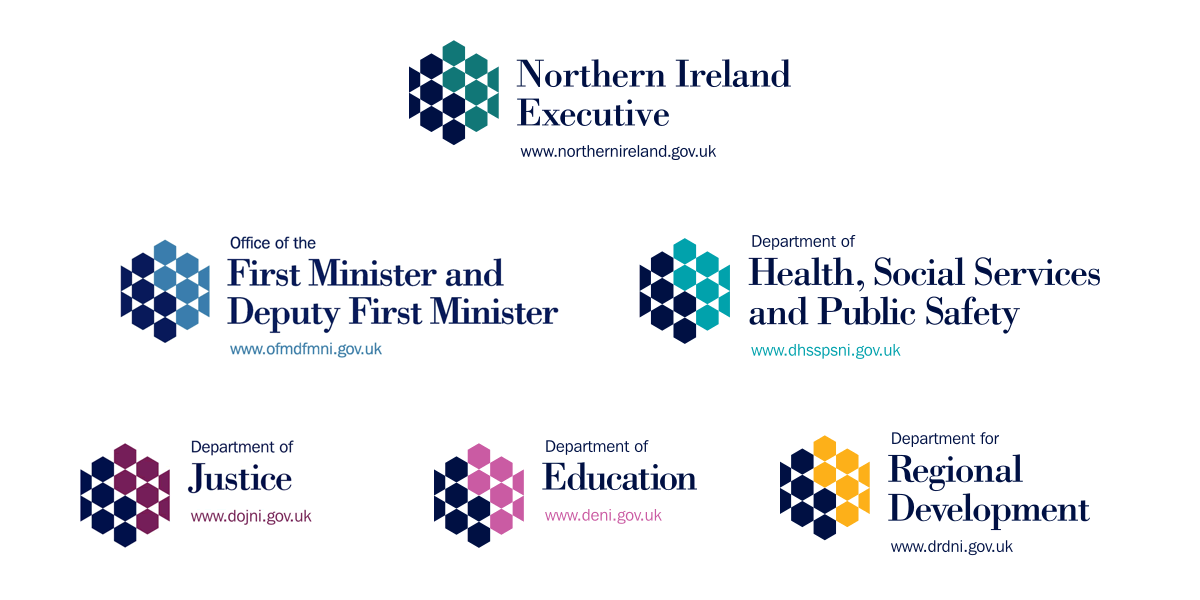 Northern Ireland
Executive
www.northernireland.gov.uk
Office of the
First Minister and
Deputy First Minister
www.ofmdfmni.gov.uk
Department of
Health, Social Services
and Public Safety
www.dhsspsni.gov.uk
Department of
Justice
www.dojni.gov.uk
Department of
Education
www.deni.gov.uk
Department for
Regional
Development
www.drdni.gov.uk